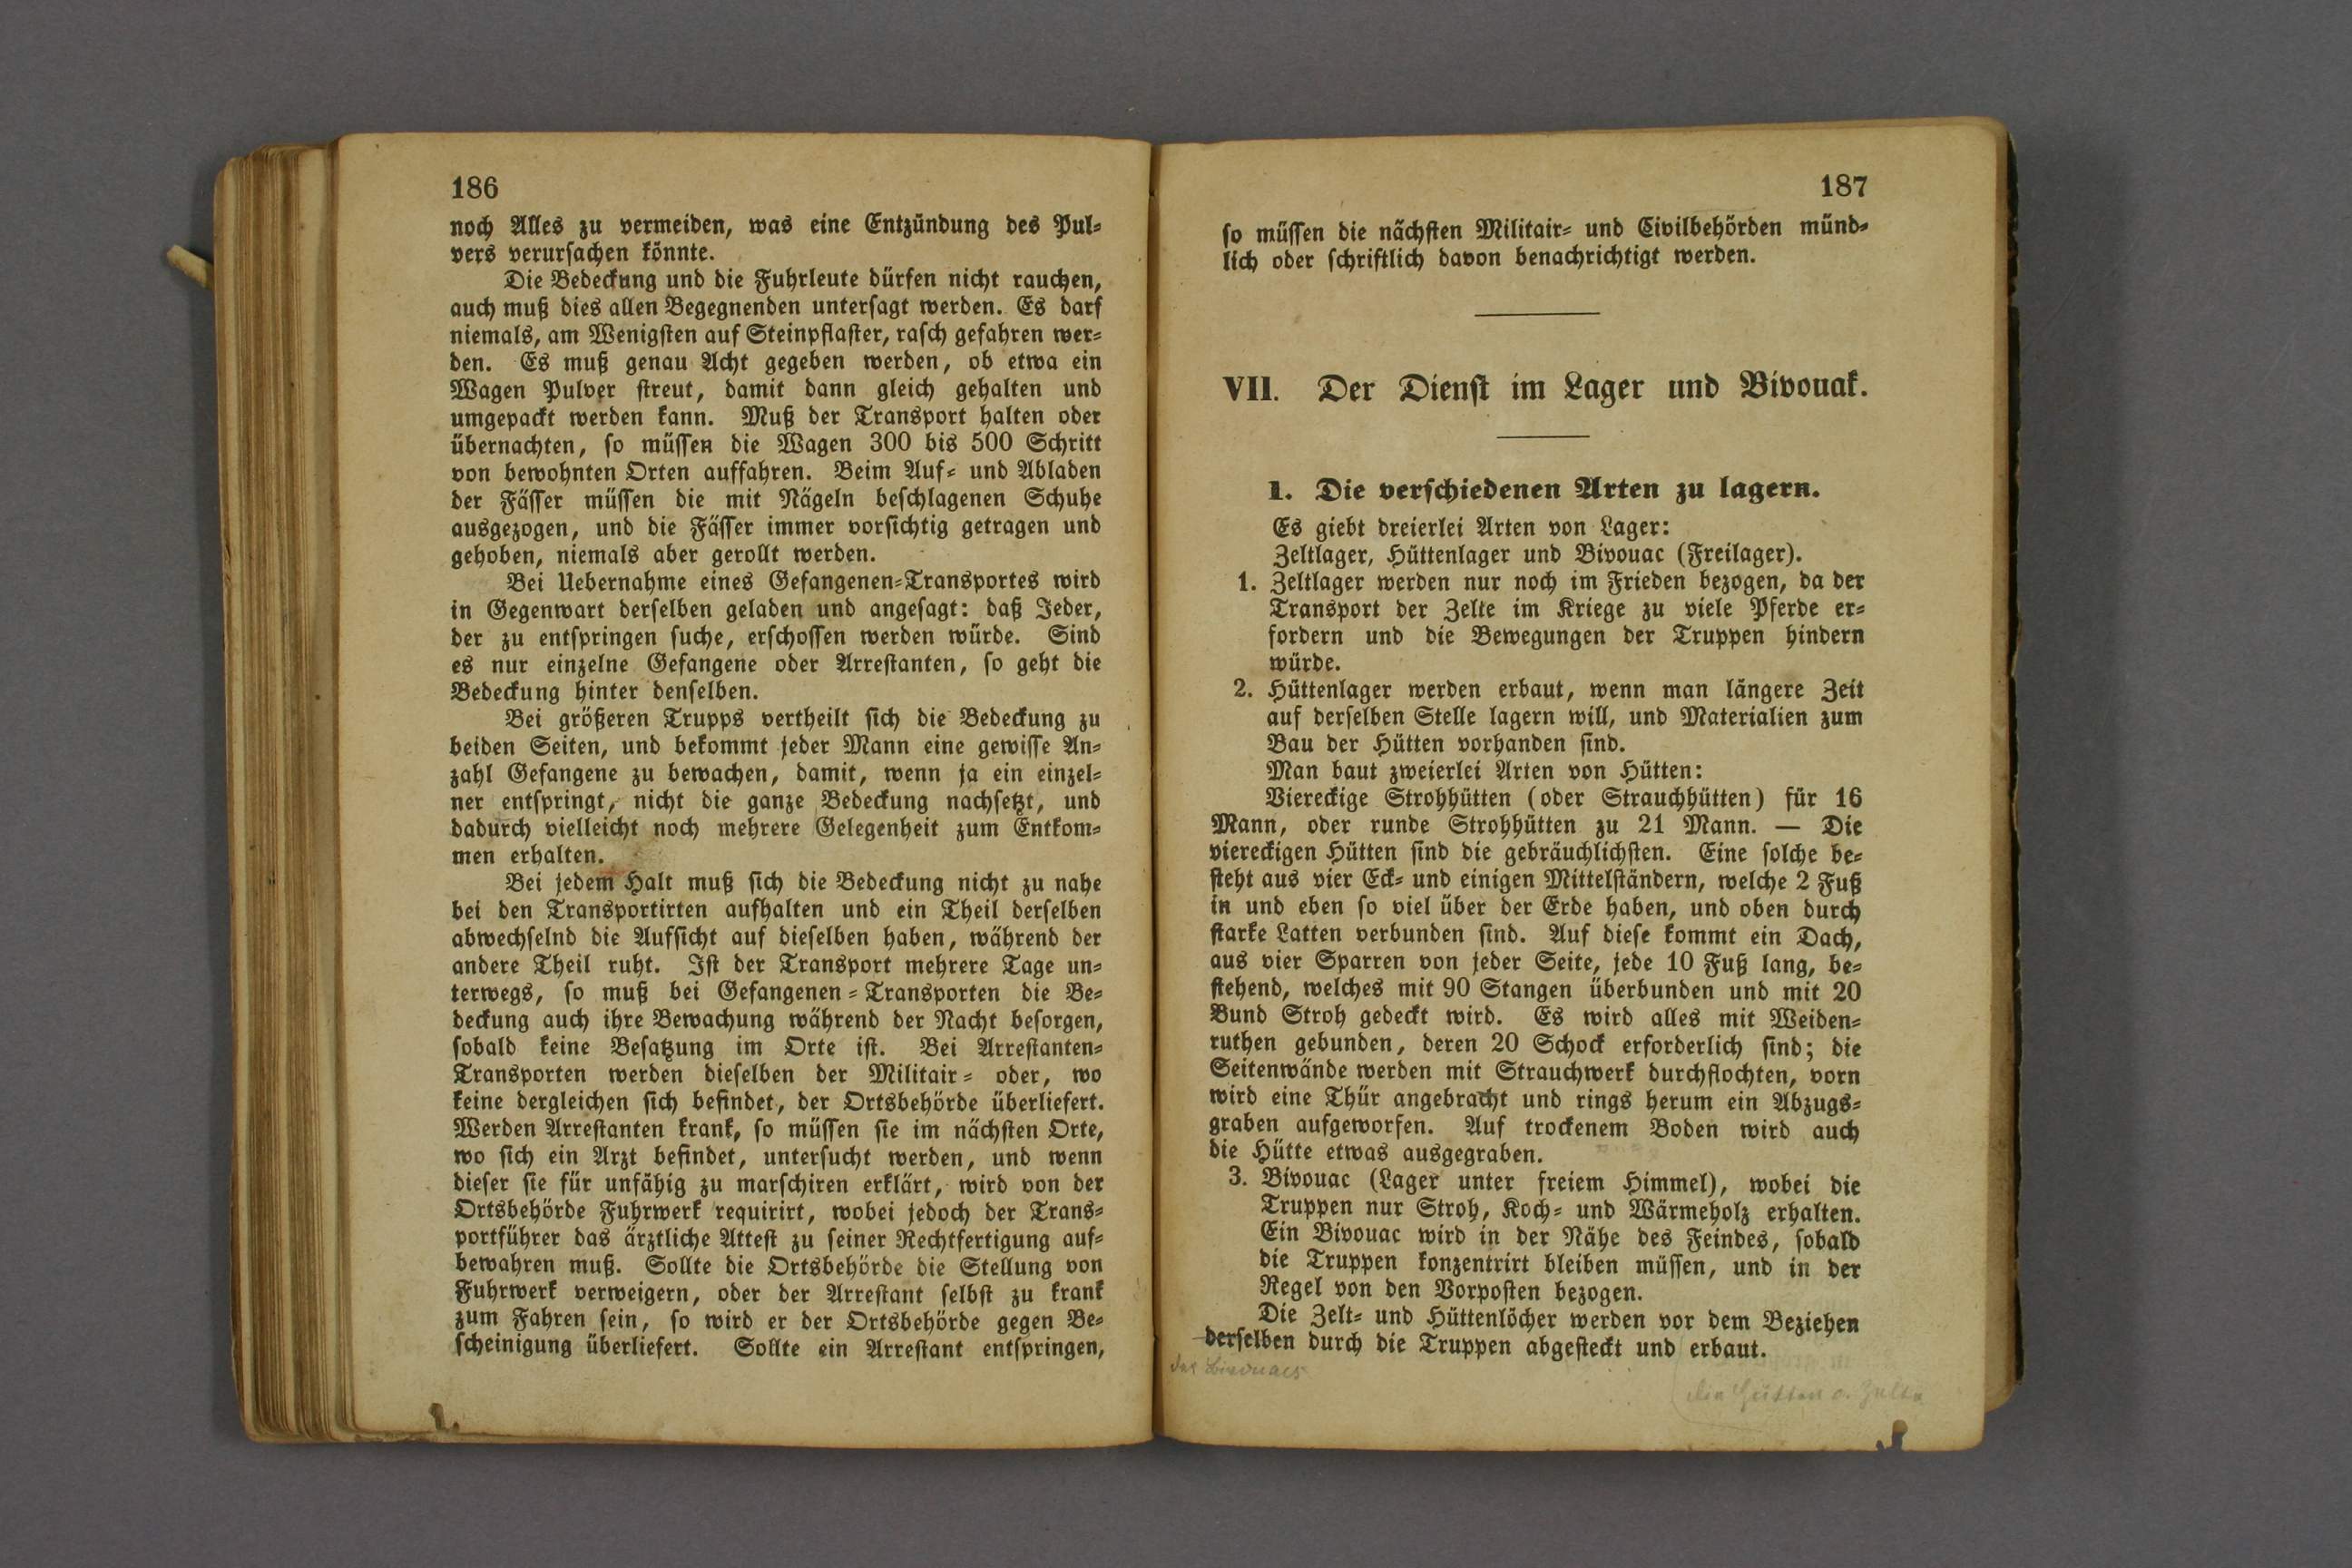 186
noch Alles zu vermeiden, was eine Entzündung des Pul-
vers verursachen könnte.
Die Bedeckung und die Fuhrleute dürfen nicht rauchen,
auch muß dies allen Begegnenden untersagt werden. Es darf
niemals, am Wenigsten auf Steinpflaster, rasch gefahren wer-
den. Es muß genau Acht gegeben werden, ob etwa ein
Wagen Pulver streut, damit dann gleich gehalten und
umgepackt werden kann. Muß der Transport halten oder
übernachten, so müssen die Wagen 300 bis 500 Schritt
von bewohnten Orten auffahren. Beim Auf- und Abladen
der Fässer müssen die mit Nägeln beschlagenen Schuhe
ausgezogen, und die Fässer immer vorsichtig getragen und
gehoben, niemals aber gerollt werden.
Bei Uebernahme eines Gefangenen-Transportes wird
in Gegenwart derselben geladen und angesagt: daß Jeder,
der zu entspringen suche, erschossen werden würde. Sind
es nur einzelne Gefangene oder Arrestanten, so geht die
Bedeckung hinter denselben.
Bei größeren Trupps vertheilt sich die Bedeckung zu
beiden Seiten, und bekommt jeder Mann eine gewisse An-
zahl Gefangene zu bewachen, damit, wenn ja ein einzel-
ner entspringt, nicht die ganze Bedeckung nachsetzt, und
dadurch vielleicht noch mehrere Gelegenheit zum Entkom-
men erhalten.
Bei jedem Halt muß sich die Bedeckung nicht zu nahe
bei den Transportirten aufhalten und ein Theil derselben
abwechselnd die Aufsicht auf dieselben haben, während der
andere Theil ruht. Ist der Transport mehrere Tage un-
terwegs, so muß bei Gefangenen-Transporten die Be-
deckung auch ihre Bewachung während der Nacht besorgen,
sobald keine Besatzung im Orte ist. Bei Arrestanten-
Transporten werden dieselben der Militair- oder, wo
keine dergleichen sich befindet, der Ortsbehörde überliefert.
Werden Arrestanten krank, so müssen sie im nächsten Orte,
wo sich ein Arzt befindet, untersucht werden, und wenn
dieser sie für unfähig zu marschiren erklärt, wird von der
Ortsbehörde Fuhrwerk requirirt, wobei jedoch der Trans-
portführer das ärztliche Attest zu seiner Rechtfertigung auf-
bewahren muß. Sollte die Ortsbehörde die Stellung von
Fuhrwerk verweigern, oder der Arrestant selbst zu krank
zum Fahren sein, so wird er der Ortsbehörde gegen Be-
scheinigung überliefert. Sollte ein Arrestant entspringen,
187
so müssen die nächsten Militair- und Civilbehörden münd-
lich oder schriftlich davon benachrichtigt werden.
VII. Der Dienst im Lager und Bivouak.
1. Die verschiedenen Arten zu lagern.
Es giebt dreierlei Arten von Lager:
Zeltlager, Hüttenlager und Bivouac (Freilager).
1. Zeltlager werden nur noch im Frieden bezogen, da der
Transport der Zelte im Kriege zu viele Pferde er-
fordern und die Bewegungen der Truppen hindern
würde.
2. Hüttenlager werden erbaut, wenn man längere Zeit
auf derselben Stelle lagern will, und Materialien zum
Bau der Hütten vorhanden sind.
Man baut zweierlei Arten von Hütten:
Viereckige Strohhütten (oder Strauchhütten) für 16
Mann, oder runde Strohhütten zu 21 Mann. — Die
viereckigen Hütten sind die gebräuchlichsten. Eine solche be-
steht aus vier Eck- und einigen Mittelständern, welche 2 Fuß
in und eben so viel über der Erde haben, und oben durch
starke Latten verbunden sind. Auf diese kommt ein Dach,
aus vier Sparren von jeder Seite, jede 10 Fuß lang, be-
stehend, welches mit 90 Stangen überbunden und mit 20
Bund Stroh gedeckt wird. Es wird alles mit Weiden-
ruthen gebunden, deren 20 Schock erforderlich sind; die
Seitenwände werden mit Strauchwerk durchflochten, vorn
wird eine Thür angebracht und rings herum ein Abzugs-
graben aufgeworfen. Auf trockenem Boden wird auch
die Hütte etwas ausgegraben.
3. Bivouac (Lager unter freiem Himmel), wobei die
Truppen nur Stroh, Koch- und Wärmeholz erhalten.
Ein Bivouac wird in der Nähe des Feindes, sobald
die Truppen konzentrirt bleiben müssen, und in der
Regel von den Vorposten bezogen.
Die Zelt- und Hüttenlöcher werden vor dem Beziehen
derselben durch die Truppen abgesteckt und erbaut.
des Bivouacs
die Hütten o. Zelte